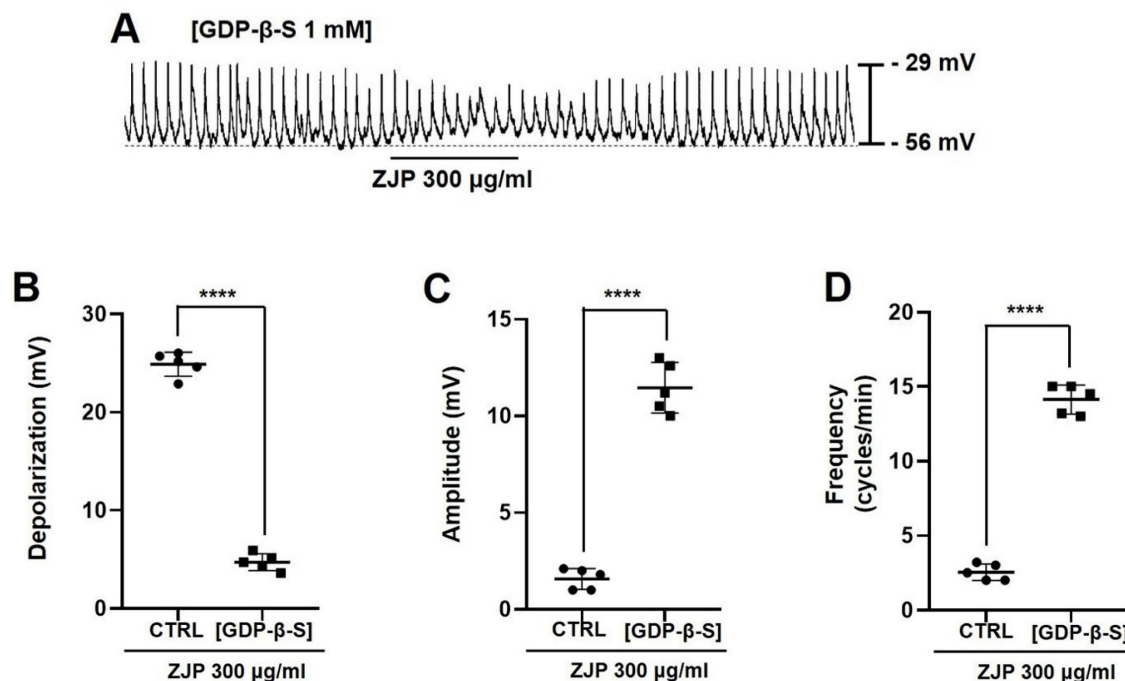 A [GDP-β-S 1 mM]
- 29 mV
- 56 mV
ZJP 300 µg/ml
B
****
Depolarization (mV)
30
20
10
0
CTRL [GDP-β-S]
ZJP 300 µg/ml
C
****
Amplitude (mV)
15
10
5
0
CTRL [GDP-β-S]
ZJP 300 µg/ml
D
****
Frequency
(cycles/min)
20
15
10
5
0
CTRL [GDP-β-S]
ZJP 300 µg/ml